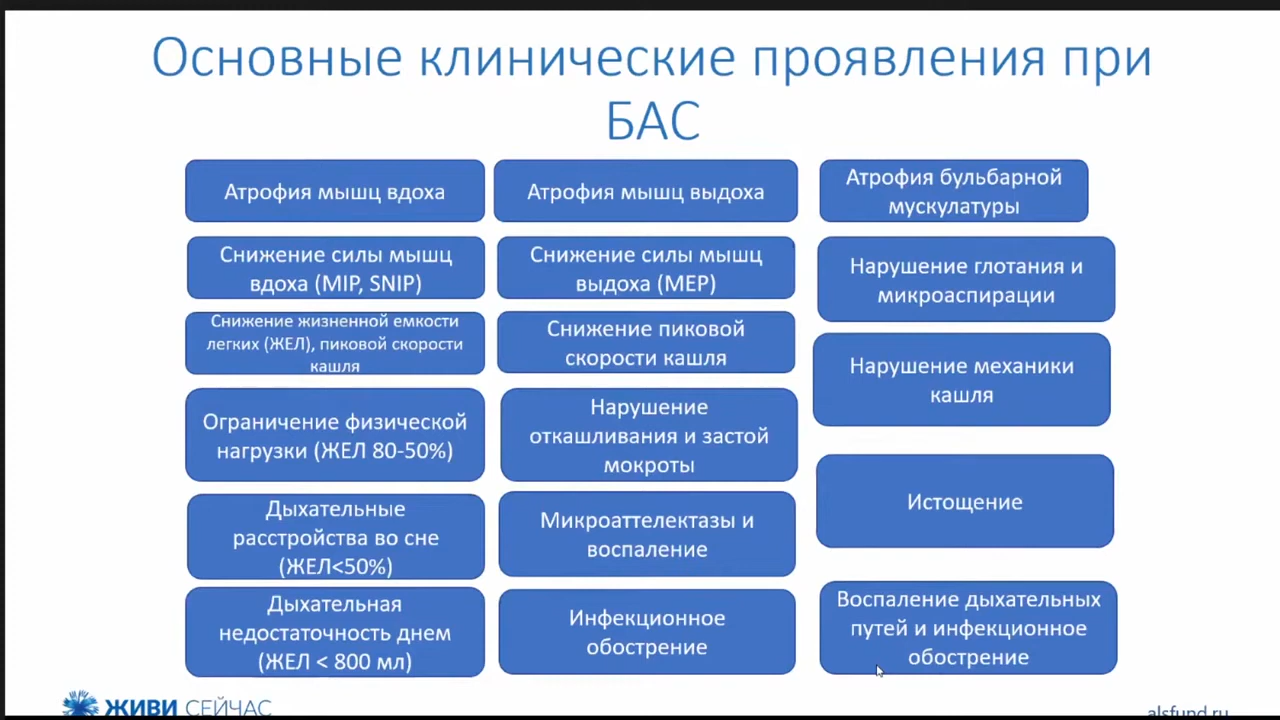 Основные клинические проявления при
БАС
Атрофия мышц вдоха
Снижение силы мышц
вдоха (MIP, SNIP)
Снижение жизненной емкости
легких (ЖЕЛ), пиковой скорости
кашля
Ограничение физической
нагрузки (ЖЕЛ 80-50%)
Дыхательные
расстройства во сне
(ЖЕЛ<50%)
Дыхательная
недостаточность днем
(ЖЕЛ < 800 мл)
Атрофия мышц выдоха
Снижение силы мышц
выдоха (MEP)
Снижение пиковой
скорости кашля
Нарушение
откашливания и застой
мокроты
Микроаттелектазы и
воспаление
Инфекционное
обострение
Атрофия бульбарной
мускулатуры
Нарушение глотания и
микроаспирации
Нарушение механики
кашля
Истощение
Воспаление дыхательных
путей и инфекционное
обострение
ЖИВИ СЕЙЧАС
alsfund.ru